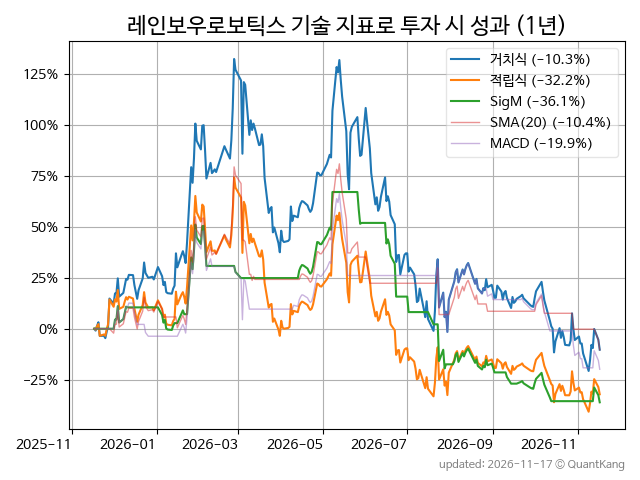 레인보우로보틱스 기술 지표로 투자 시 성과 (1년)
거치식 (−10.3%)
적립식 (−32.2%)
SigM (−36.1%)
SMA(20) (−10.4%)
MACD (−19.9%)
125%
100%
75%
50%
25%
0%
−25%
2025-11 2026-01 2026-03 2026-05 2026-07 2026-09 2026-11
updated: 2026-11-17 © QuantKang